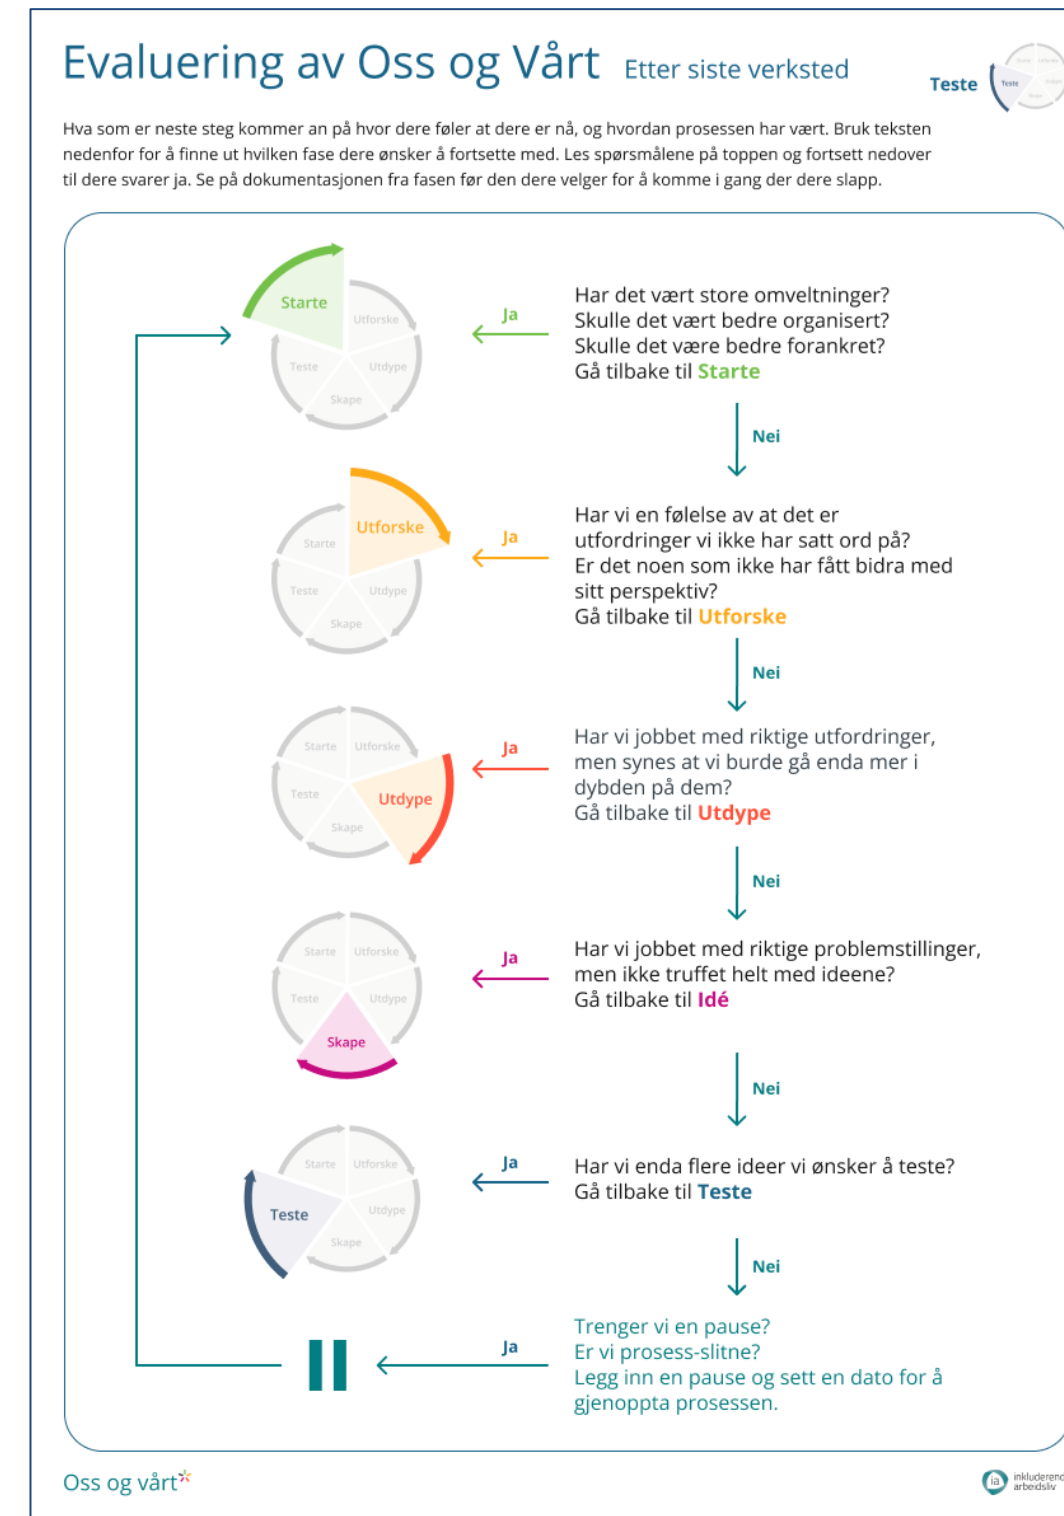 Evaluering av Oss og Vårt Etter siste verksted
Teste
Starte
Utforske
Teste
Utdype
Skape
Hva som er neste steg kommer an på hvor dere føler at dere er nå, og hvordan prosessen har vært. Bruk teksten
nedenfor for å finne ut hvilken fase dere ønsker å fortsette med. Les spørsmålene på toppen og fortsett nedover
til dere svarer ja. Se på dokumentasjonen fra fasen før den dere velger for å komme i gang der dere slapp.
Starte
Utforske
Teste
Utdype
Skape
Ja
Har det vært store omveltninger?
Skulle det vært bedre organisert?
Skulle det være bedre forankret?
Gå tilbake til Starte
Nei
Utforske
Starte
Teste
Utdype
Skape
Ja
Har vi en følelse av at det er
utfordringer vi ikke har satt ord på?
Er det noen som ikke har fått bidra med
sitt perspektiv?
Gå tilbake til Utforske
Nei
Starte
Utforske
Teste
Utdype
Skape
Ja
Har vi jobbet med riktige utfordringer,
men synes at vi burde gå enda mer i
dybden på dem?
Gå tilbake til Utdype
Nei
Starte
Utforske
Teste
Utdype
Skape
Ja
Har vi jobbet med riktige problemstillinger,
men ikke truffet helt med ideene?
Gå tilbake til Idé
Nei
Starte
Utforske
Teste
Utdype
Skape
Ja
Har vi enda flere ideer vi ønsker å teste?
Gå tilbake til Teste
Nei
Ja
Trenger vi en pause?
Er vi prosess-slitne?
Legg inn en pause og sett en dato for å
gjenoppta prosessen.
Oss og vårt
ia
inkluderend
arbeidsliv